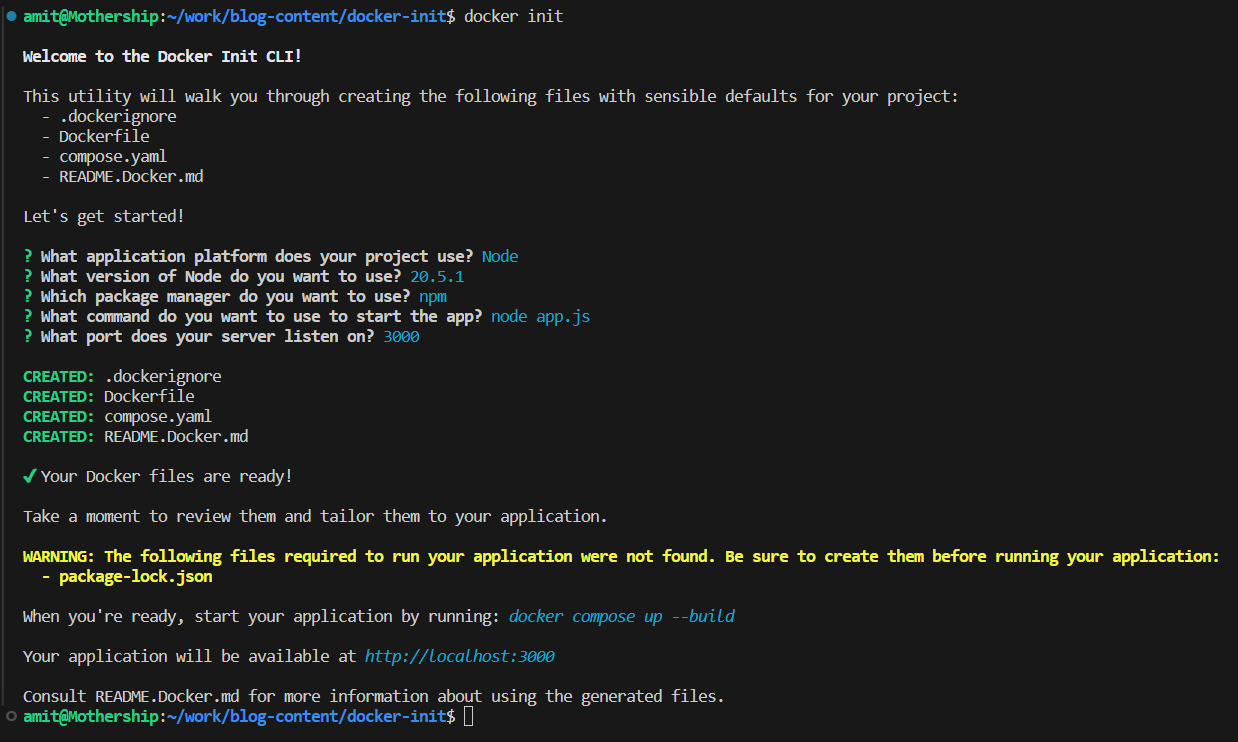 amit@Mothership:~/work/blog-content/docker-init$ docker init
Welcome to the Docker Init CLI!
This utility will walk you through creating the following files with sensible defaults for your project:
- .dockerignore
- Dockerfile
- compose.yaml
- README.Docker.md
Let's get started!
? What application platform does your project use? Node
? What version of Node do you want to use? 20.5.1
? Which package manager do you want to use? npm
? What command do you want to use to start the app? node app.js
? What port does your server listen on? 3000
CREATED: .dockerignore
CREATED: Dockerfile
CREATED: compose.yaml
CREATED: README.Docker.md
✔ Your Docker files are ready!
Take a moment to review them and tailor them to your application.
WARNING: The following files required to run your application were not found. Be sure to create them before running your application:
- package-lock.json
When you're ready, start your application by running: docker compose up --build
Your application will be available at http://localhost:3000
Consult README.Docker.md for more information about using the generated files.
amit@Mothership:~/work/blog-content/docker-init$